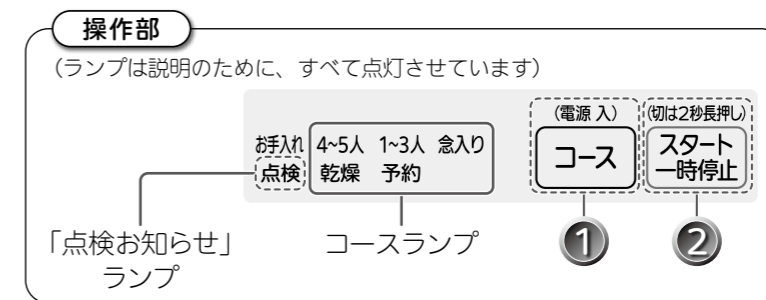 操作部
(ランプは説明のために、すべて点灯させています)
(電源 入) (切は2秒長押し)
お手入れ 4~5人 1~3人 念入り
点検 乾燥 予約
コース
スタート
一時停止
「点検お知らせ」
ランプ
コースランプ
1 2